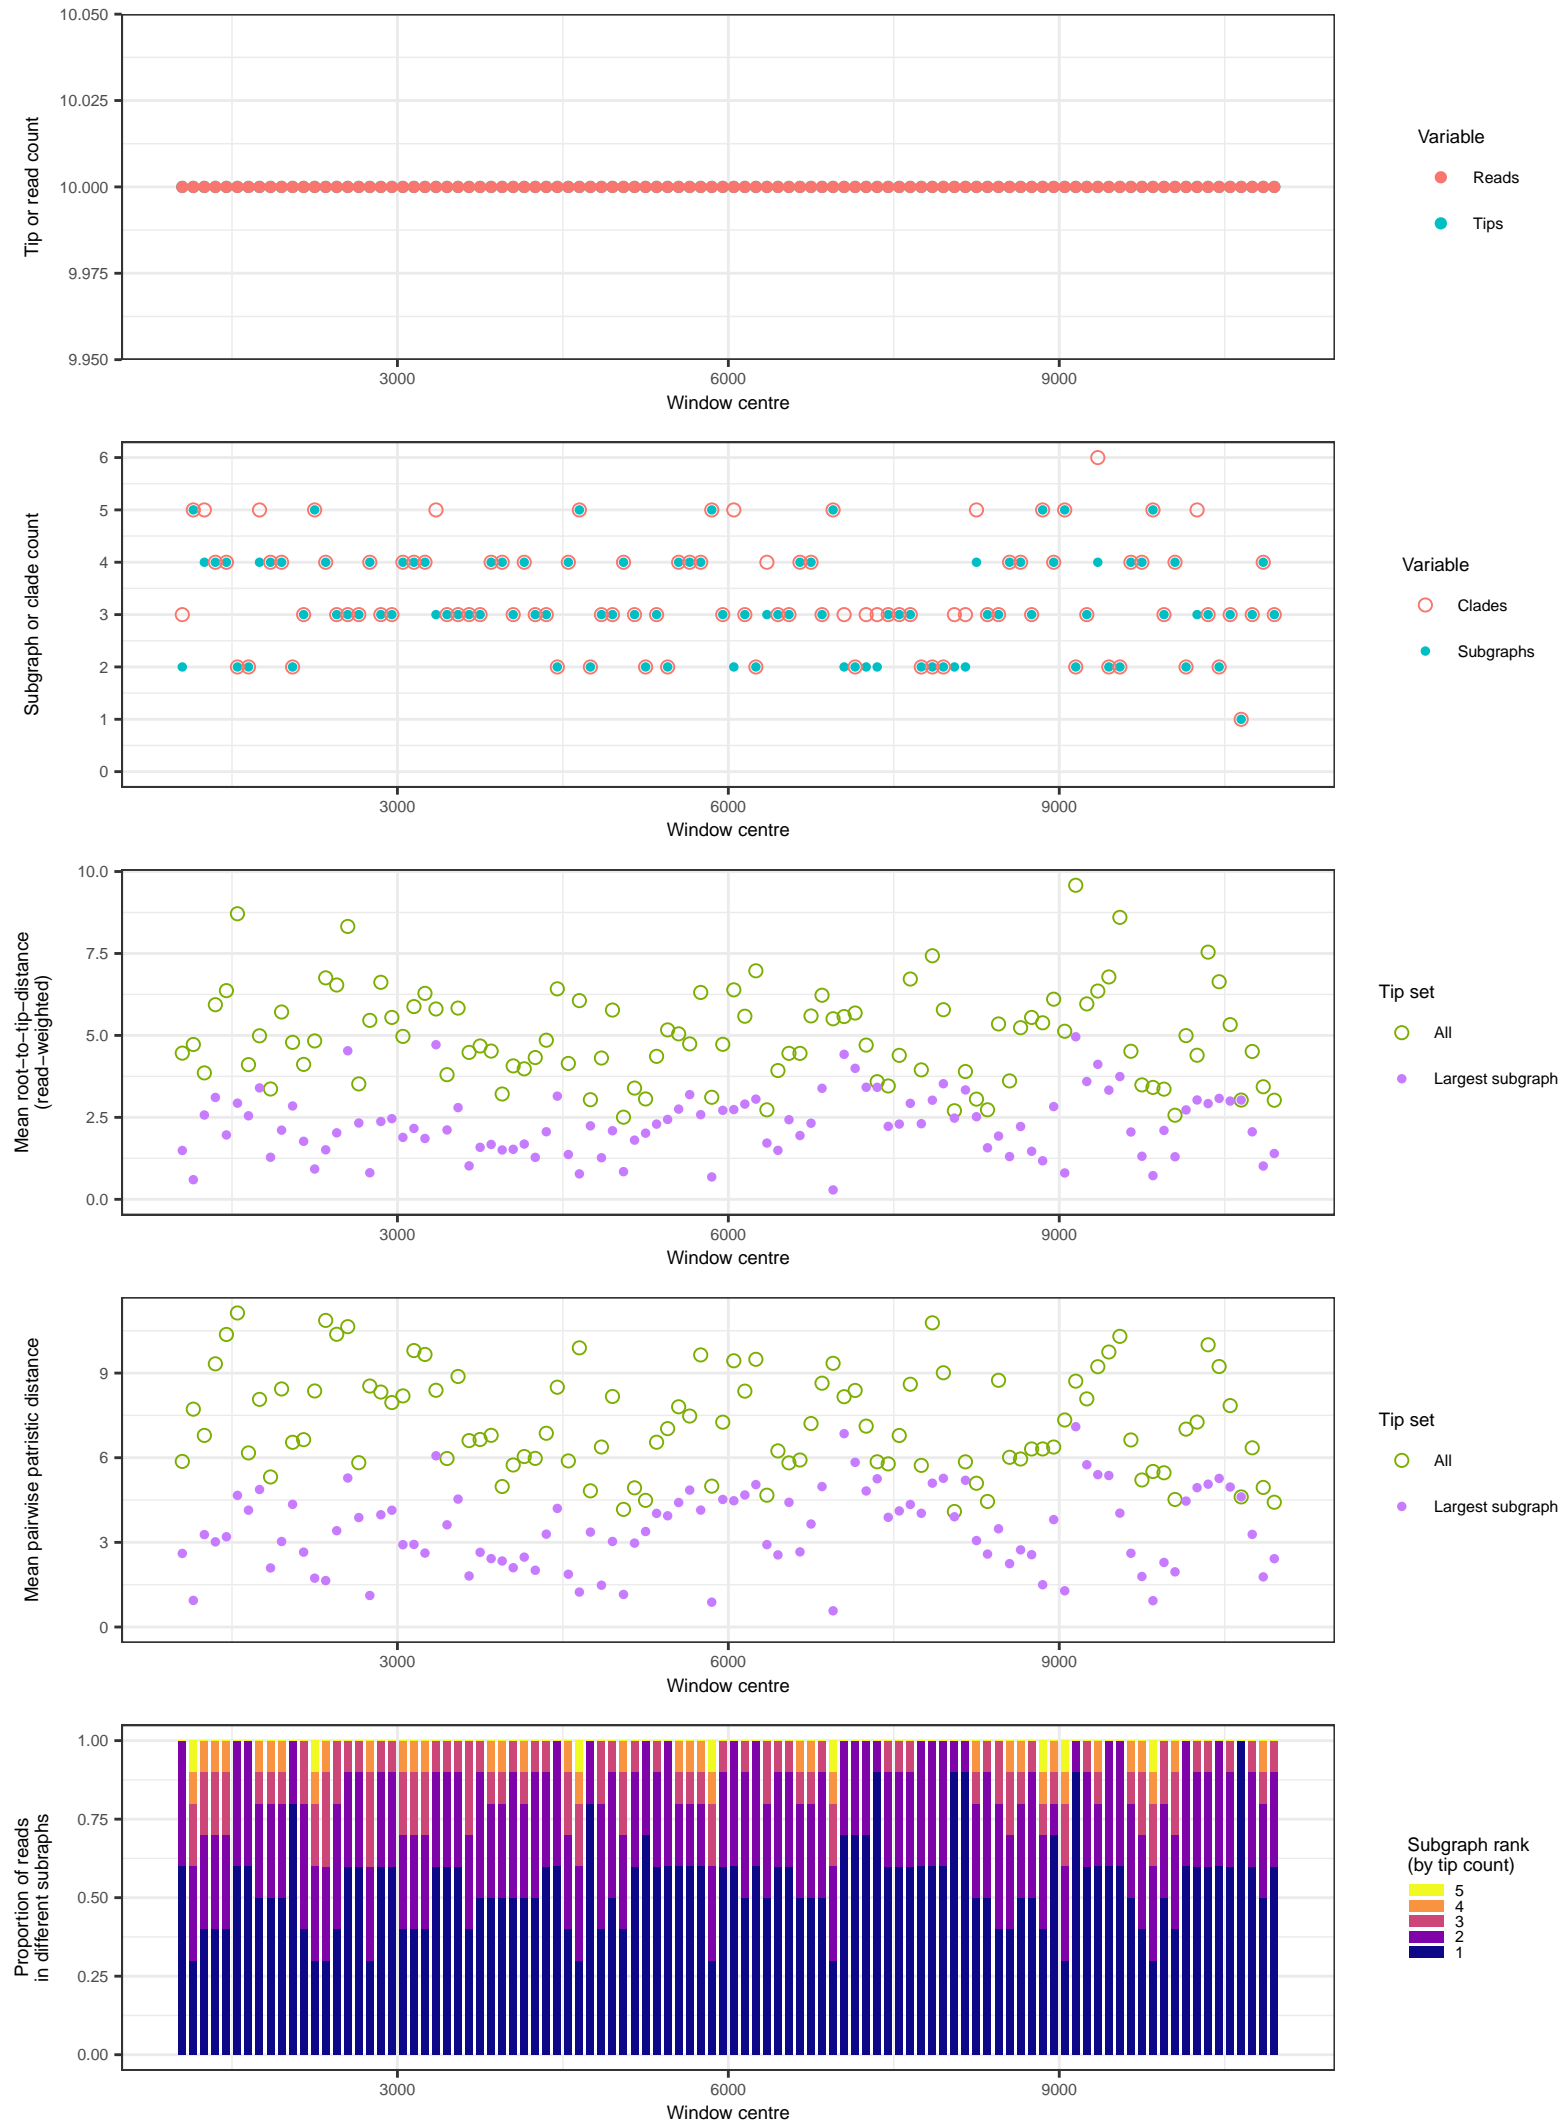 10.050
10.025
10.000
9.975
9.950
Tip or read count
3000 6000 9000
Window centre
Variable
Reads
Tips
6
5
4
3
2
1
0
Subgraph or clade count
3000 6000 9000
Window centre
Variable
Clades
Subgraphs
10.0
7.5
5.0
2.5
0.0
Mean root−to−tip−distance
(read−weighted)
3000 6000 9000
Window centre
Tip set
All
Largest subgraph
9
6
3
0
Mean pairwise patristic distance
3000 6000 9000
Window centre
Tip set
All
Largest subgraph
1.00
0.75
0.50
0.25
0.00
Proportion of reads
in different subraphs
3000 6000 9000
Window centre
Subgraph rank
(by tip count)
5
4
3
2
1